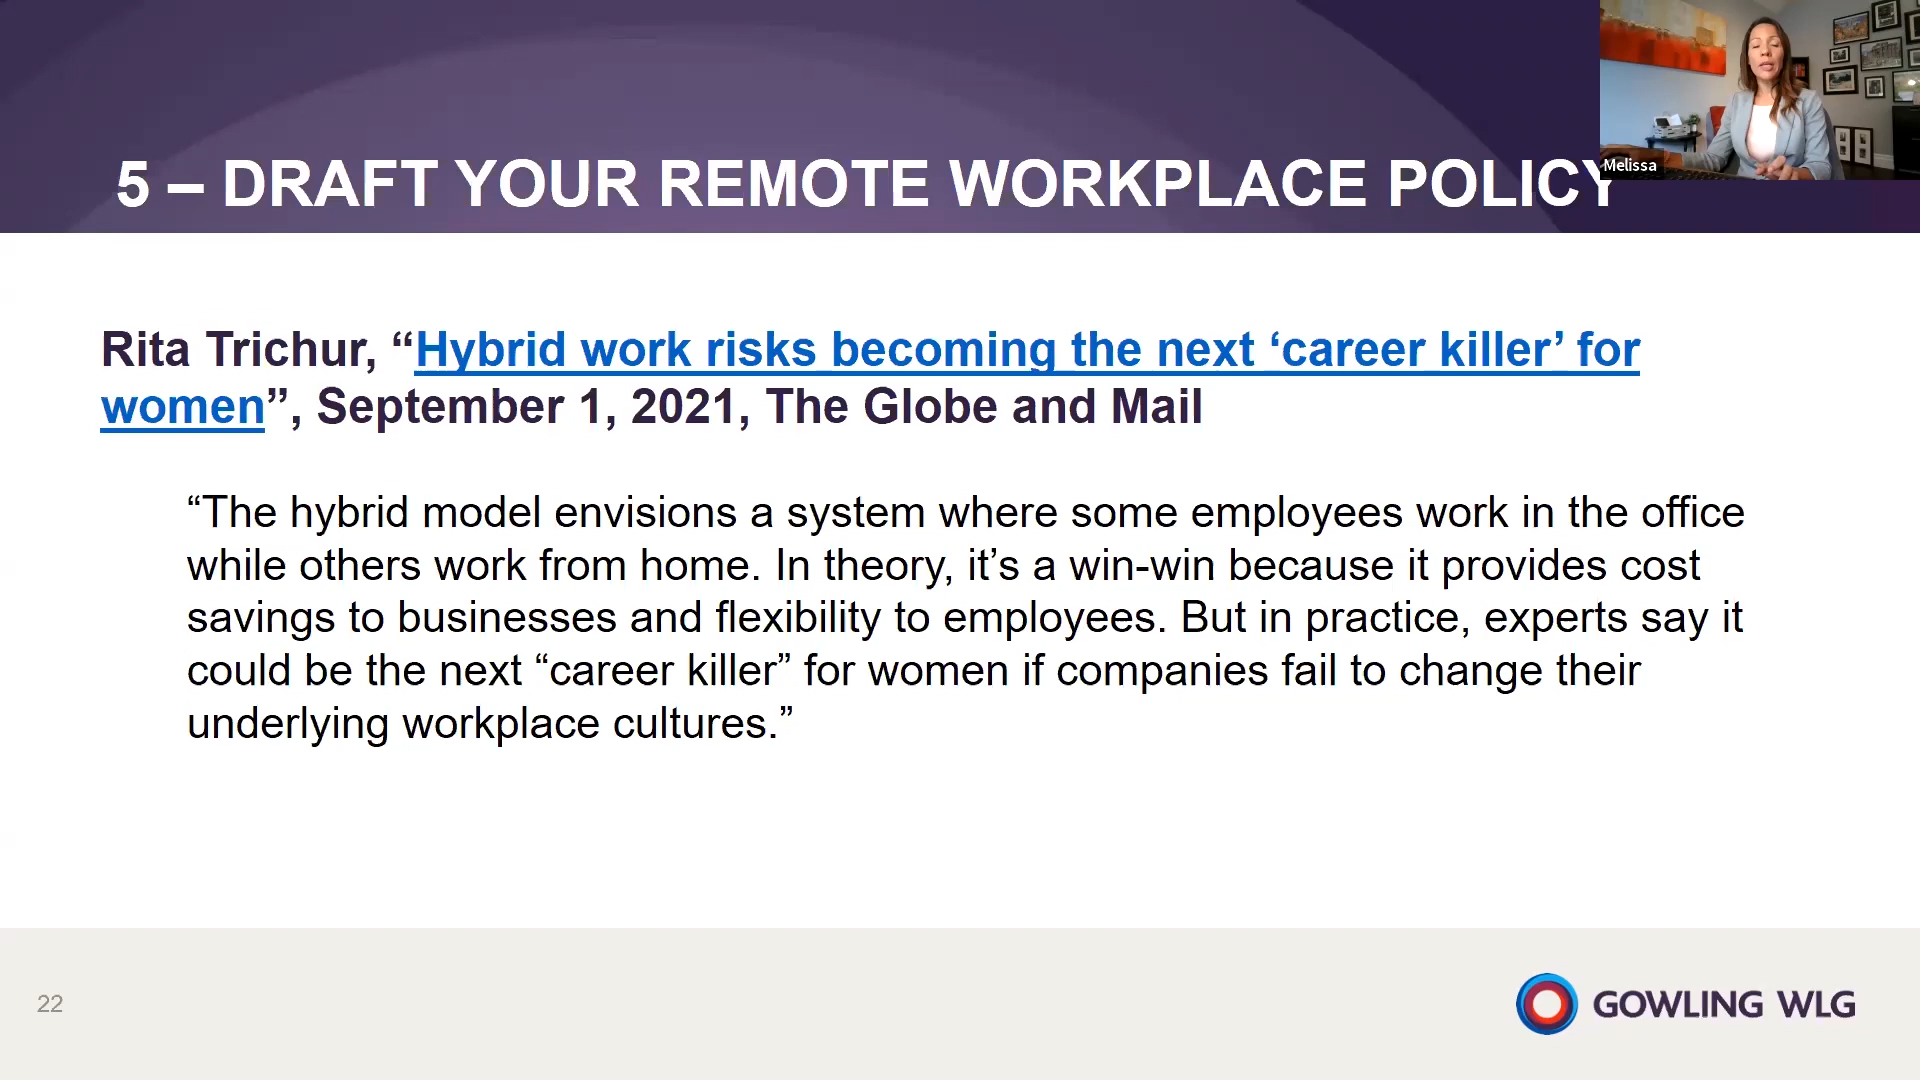 5 – DRAFT YOUR REMOTE WORKPLACE POLICY
Melissa
Rita Trichur, “Hybrid work risks becoming the next ‘career killer’ for
women”, September 1, 2021, The Globe and Mail
“The hybrid model envisions a system where some employees work in the office
while others work from home. In theory, it’s a win-win because it provides cost
savings to businesses and flexibility to employees. But in practice, experts say it
could be the next “career killer” for women if companies fail to change their
underlying workplace cultures.”
22
GOWLING WLG